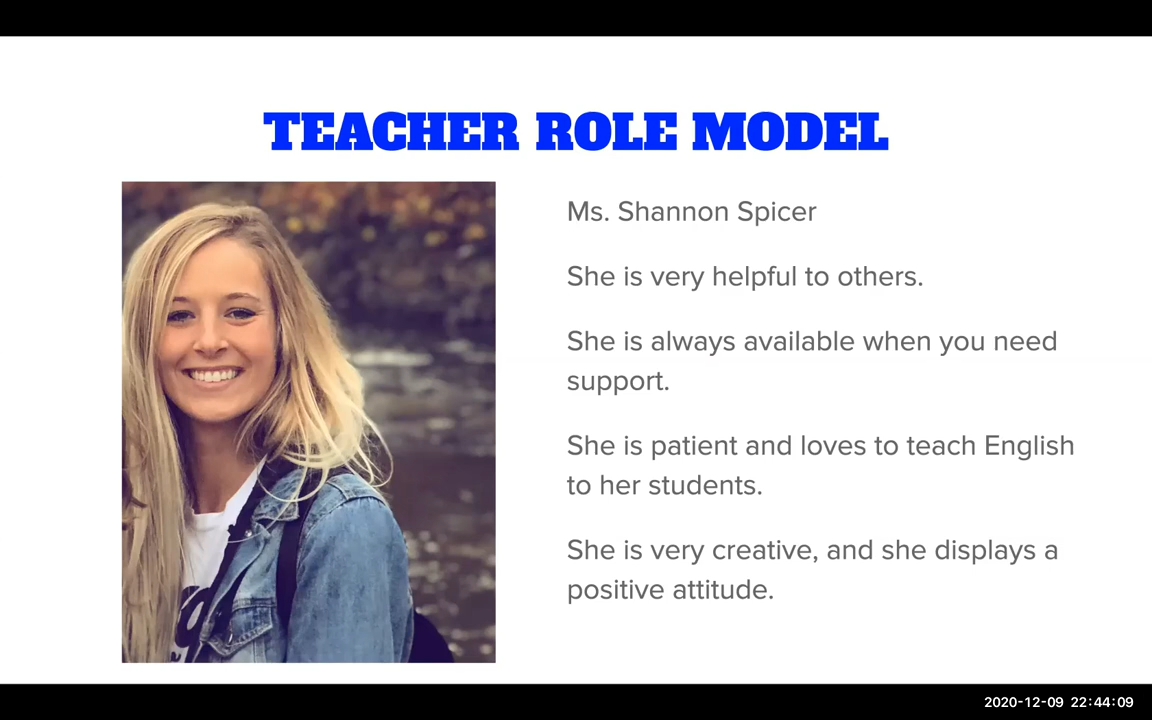 TEACHER ROLE MODEL
Ms. Shannon Spicer
She is very helpful to others.
She is always available when you need
support.
She is patient and loves to teach English
to her students.
She is very creative, and she displays a
positive attitude.
2020-12-09 22:44:09